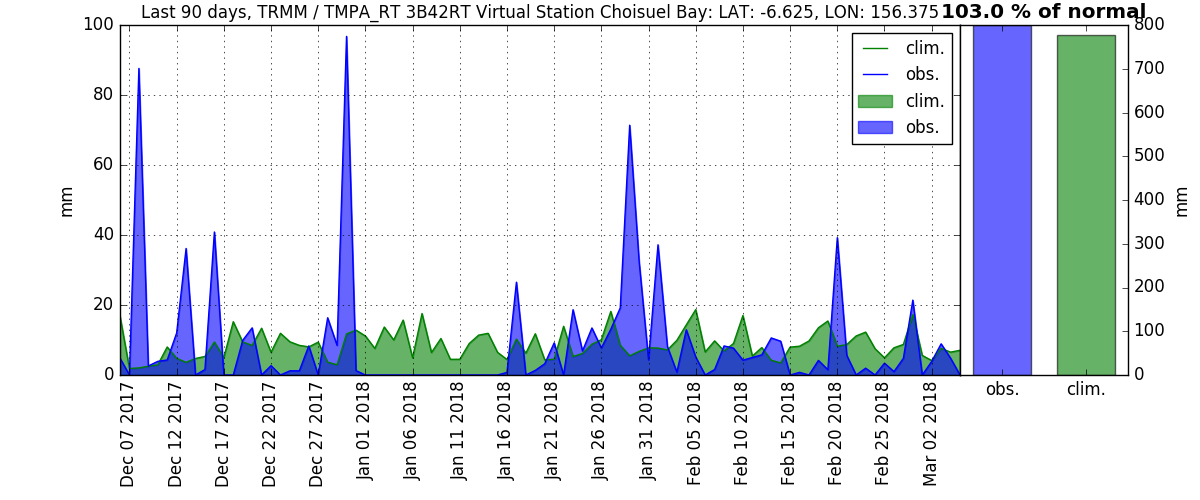 Last 90 days, TRMM / TMPA_RT 3B42RT Virtual Station Choisuel Bay: LAT: -6.625, LON: 156.375
103.0 % of normal
100
80
60
40
20
0
mm
clim.
obs.
clim.
obs.
800
700
600
500
400
300
200
100
0
mm
obs.
clim.
Dec 07 2017
Dec 12 2017
Dec 17 2017
Dec 22 2017
Dec 27 2017
Jan 01 2018
Jan 06 2018
Jan 11 2018
Jan 16 2018
Jan 21 2018
Jan 26 2018
Jan 31 2018
Feb 05 2018
Feb 10 2018
Feb 15 2018
Feb 20 2018
Feb 25 2018
Mar 02 2018